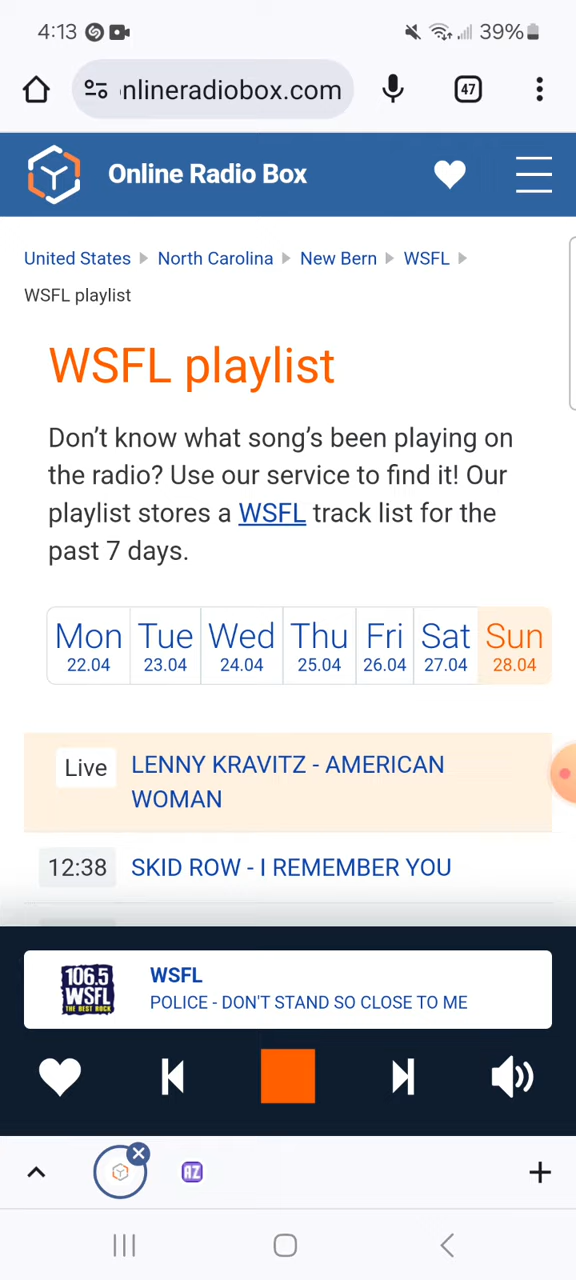 4:13
39%
nlineradiobox.com
47
Online Radio Box
United States North Carolina New Bern WSFL
WSFL playlist
WSFL playlist
Don't know what song's been playing on
the radio? Use our service to find it! Our
playlist stores a WSFL track list for the
past 7 days.
Mon Tue Wed Thu Fri Sat Sun
22.04 23.04 24.04 25.04 26.04 27.04 28.04
Live LENNY KRAVITZ - AMERICAN
WOMAN
12:38 SKID ROW - I REMEMBER YOU
106.5
WSFL
THE BEST ROCK
WSFL
POLICE - DON'T STAND SO CLOSE TO ME
AZ